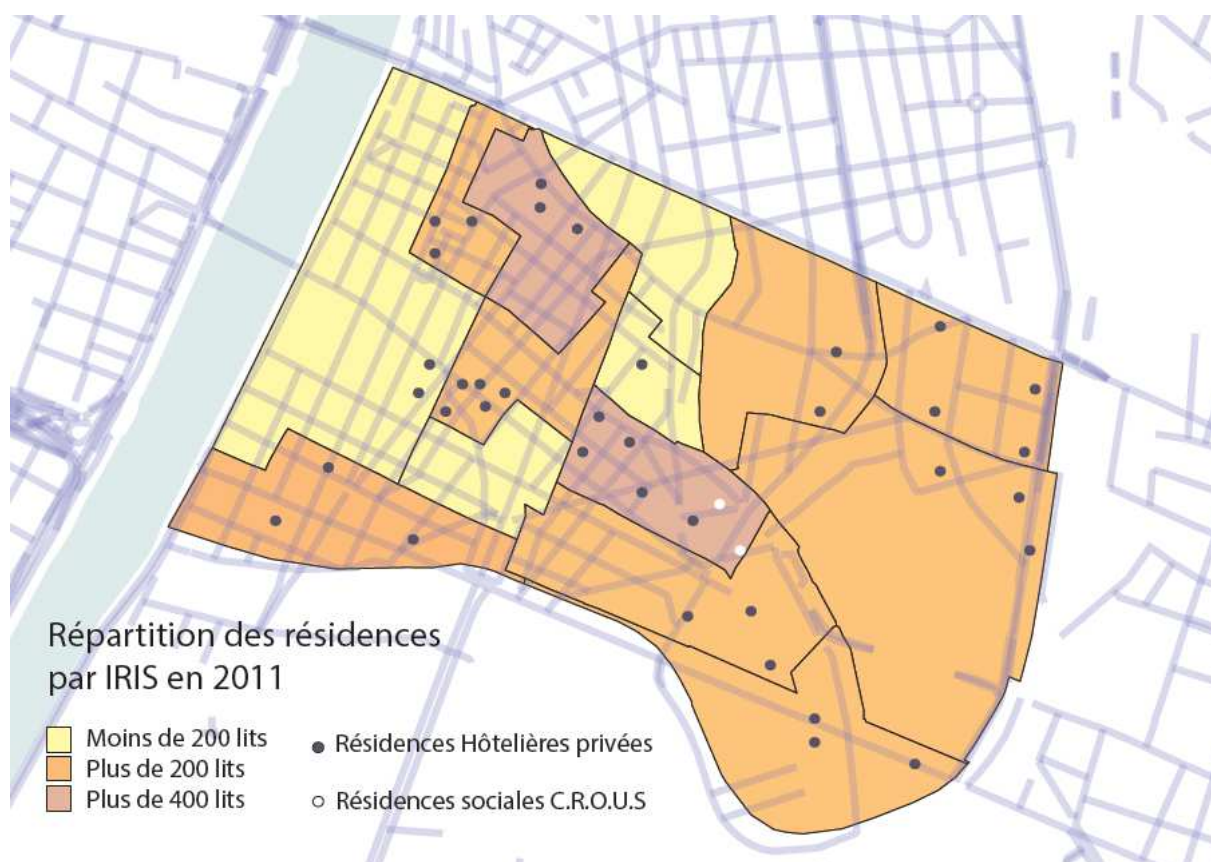 Répartition des résidences
par IRIS en 2011
Moins de 200 lits
Plus de 200 lits
Plus de 400 lits
Résidences Hôtelières privées
Résidences sociales C.R.O.U.S